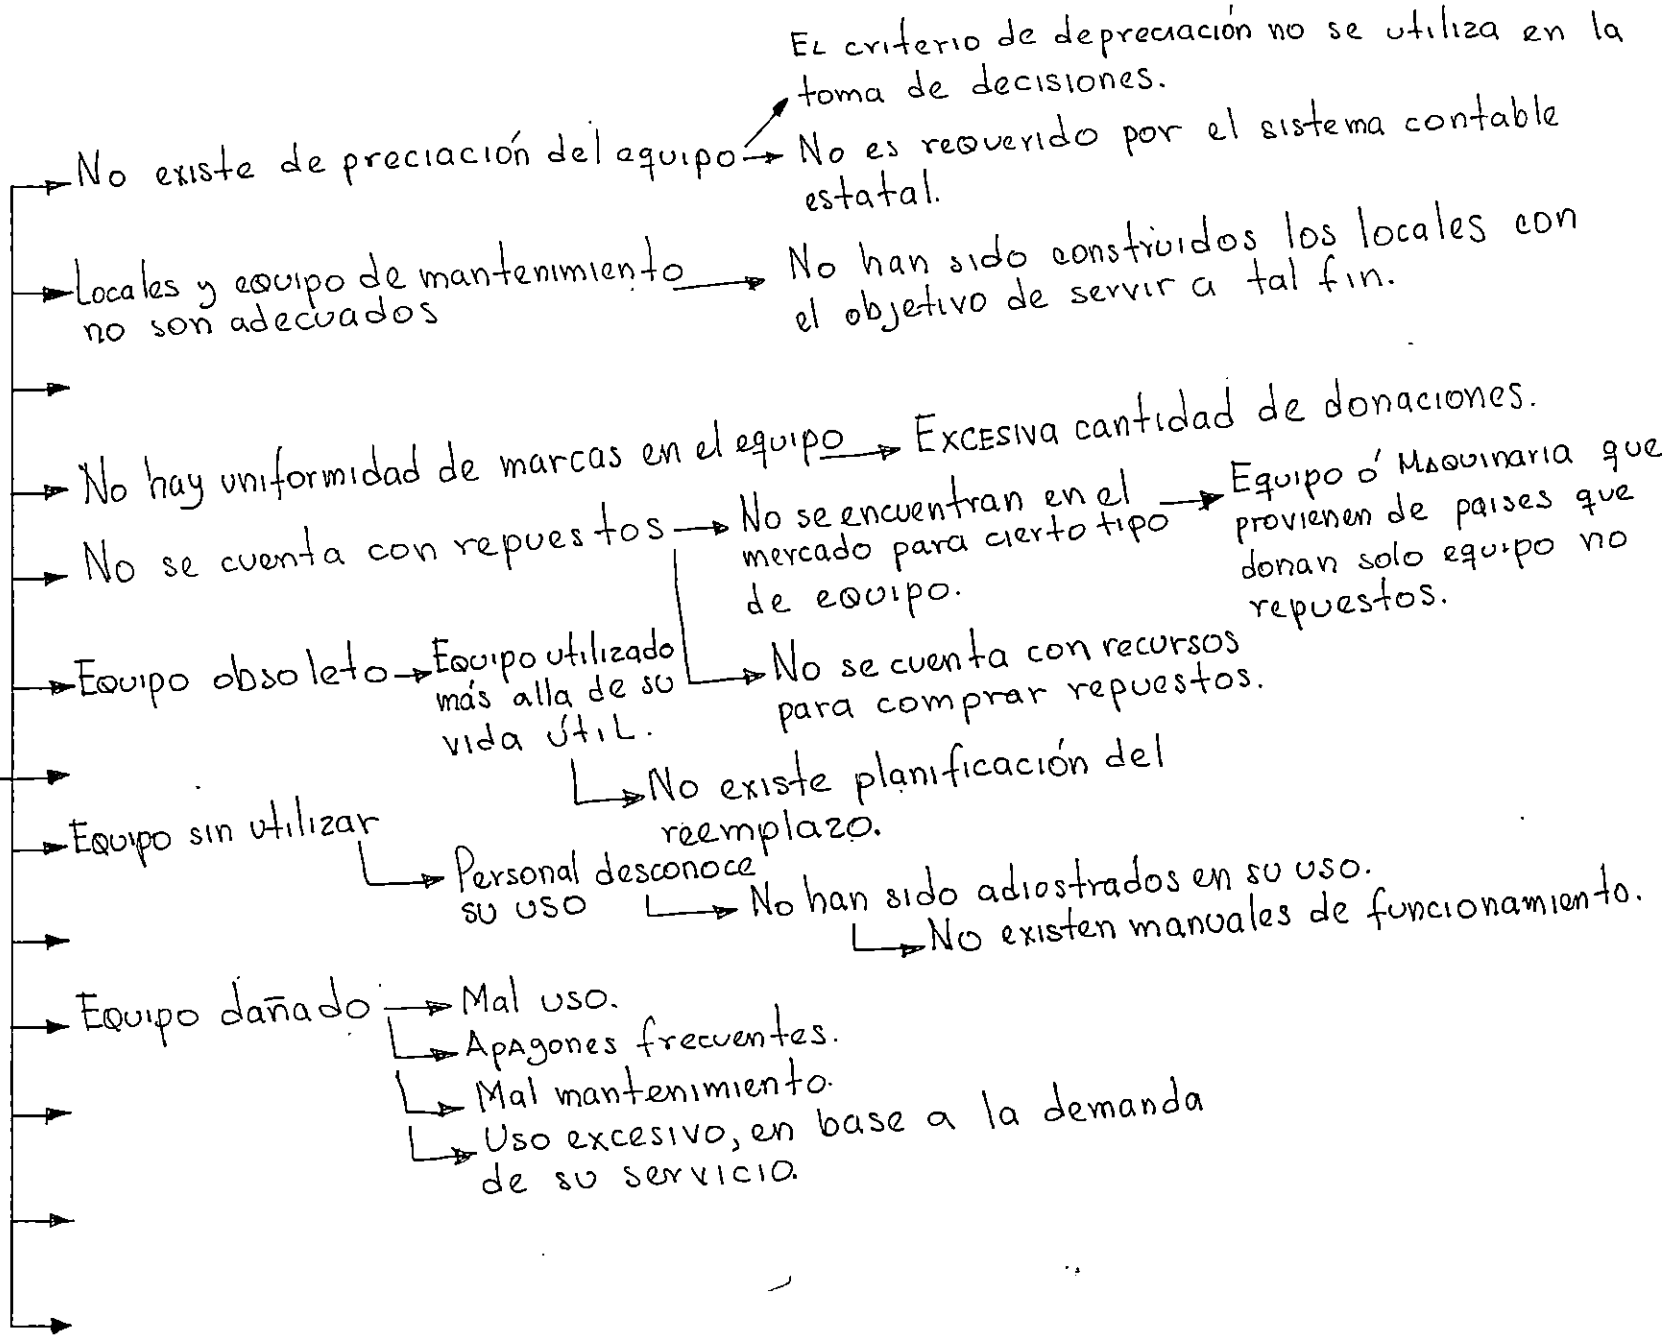 EL criterio de depreciación no se utiliza en la
toma de decisiones.
No existe de preciación del equipo
No es requerido por el sistema contable
estatal.
Locales y equipo de mantenimiento
no son adecuados
No han sido construidos los locales con
el objetivo de servir a tal fin.
No hay uniformidad de marcas en el equipo
Excesiva cantidad de donaciones.
No se cuenta con repuestos
No se encuentran en el
mercado para cierto tipo
de equipo.
Equipo ó Maquinaria que
provienen de paises que
donan solo equipo no
repuestos.
No se cuenta con recursos
para comprar repuestos.
Equipo obsoleto
Equipo utilizado
más alla de su
vida útil.
No existe planificación del
reemplazo.
Equipo sin utilizar
Personal desconoce
su uso
No han sido adiostrados en su uso.
No existen manuales de funcionamiento.
Equipo dañado
Mal uso.
Apagones frecuentes.
Mal mantenimiento.
Uso excesivo, en base a la demanda
de su servicio.